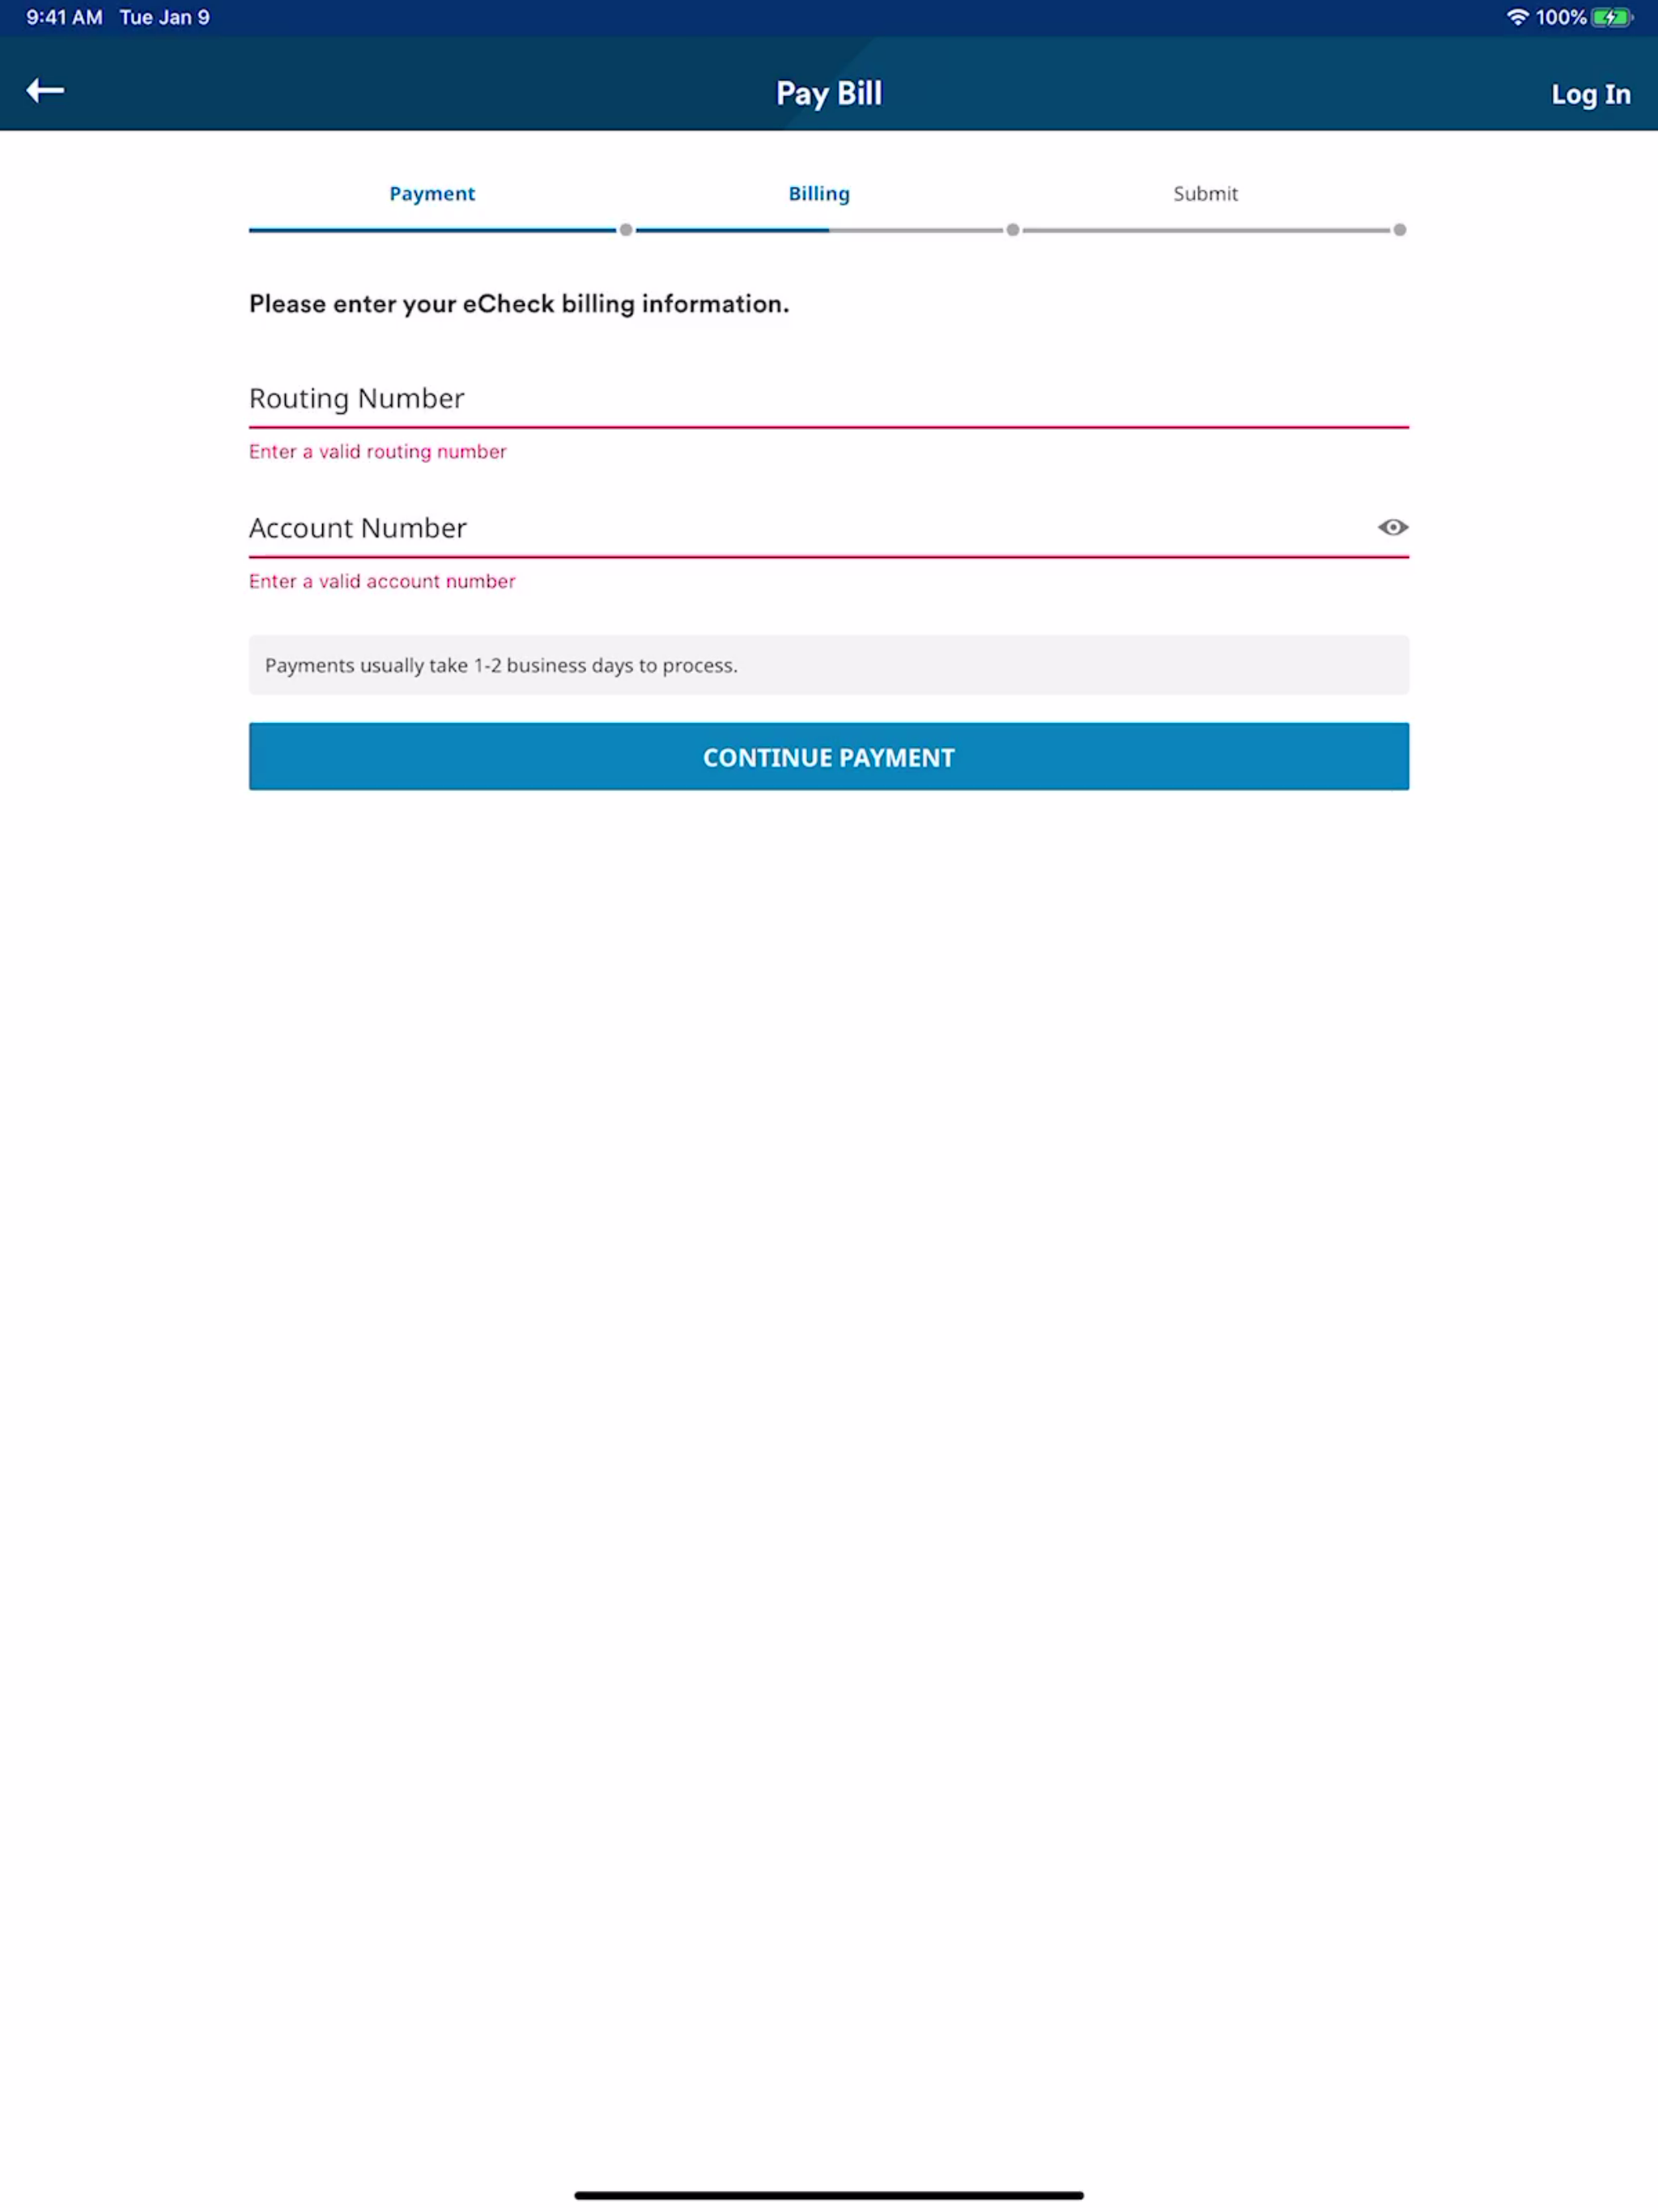 9:41 AM Tue Jan 9
100%
Pay Bill
Log In
Payment
Billing
Submit
Please enter your eCheck billing information.
Routing Number
Enter a valid routing number
Account Number
Enter a valid account number
Payments usually take 1-2 business days to process.
CONTINUE PAYMENT